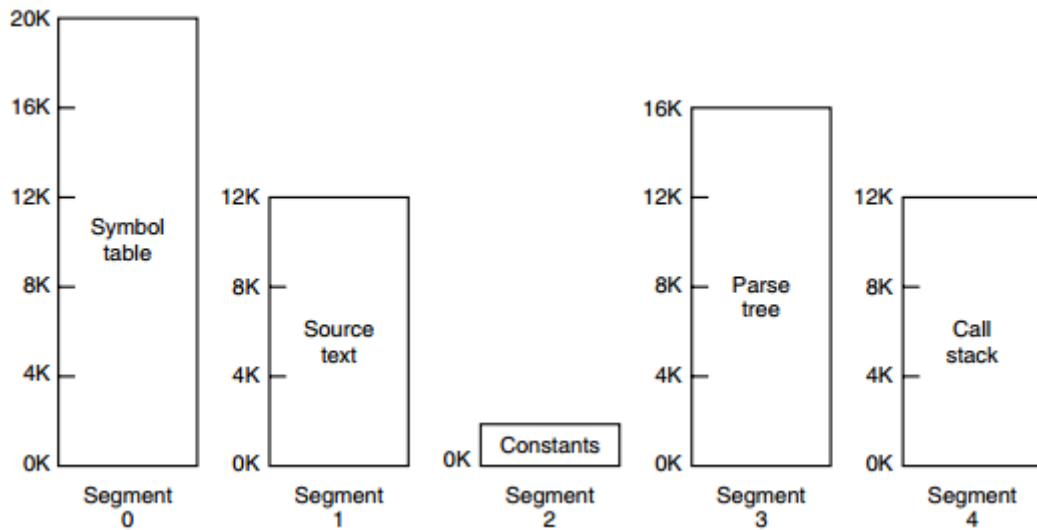 20K
16K
12K
8K
4K
0K
Symbol
table
Segment
0
12K
8K
4K
0K
Source
text
Segment
1
0K
Constants
Segment
2
16K
12K
8K
4K
0K
Parse
tree
Segment
3
12K
8K
4K
0K
Call
stack
Segment
4